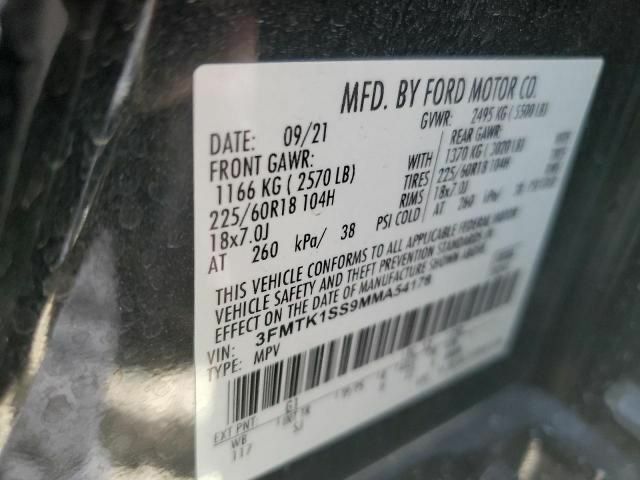 MFD. BY FORD MOTOR CO.
DATE: 09/21 GVWR: 2495 KG ( 5500 LB)
FRONT GAWR: REAR GAWR:
1166 KG ( 2570 LB) WITH 1370 KG ( 3020 LB)
225/60R18 104H TIRES 225/60R18 104H
18x7.0J RIMS 18x7.0J
AT 260 kPa/ 38 PSI COLD AT 260
THIS VEHICLE CONFORMS TO ALL APPLICABLE FEDERAL MOTOR
VEHICLE SAFETY AND THEFT PREVENTION STANDARDS IN
EFFECT ON THE DATE OF MANUFACTURE SHOWN ABOVE.
VIN: 3FMTK1SS9MMA54178
TYPE: MPV
EXT PNT: G1
WB
117 SJ